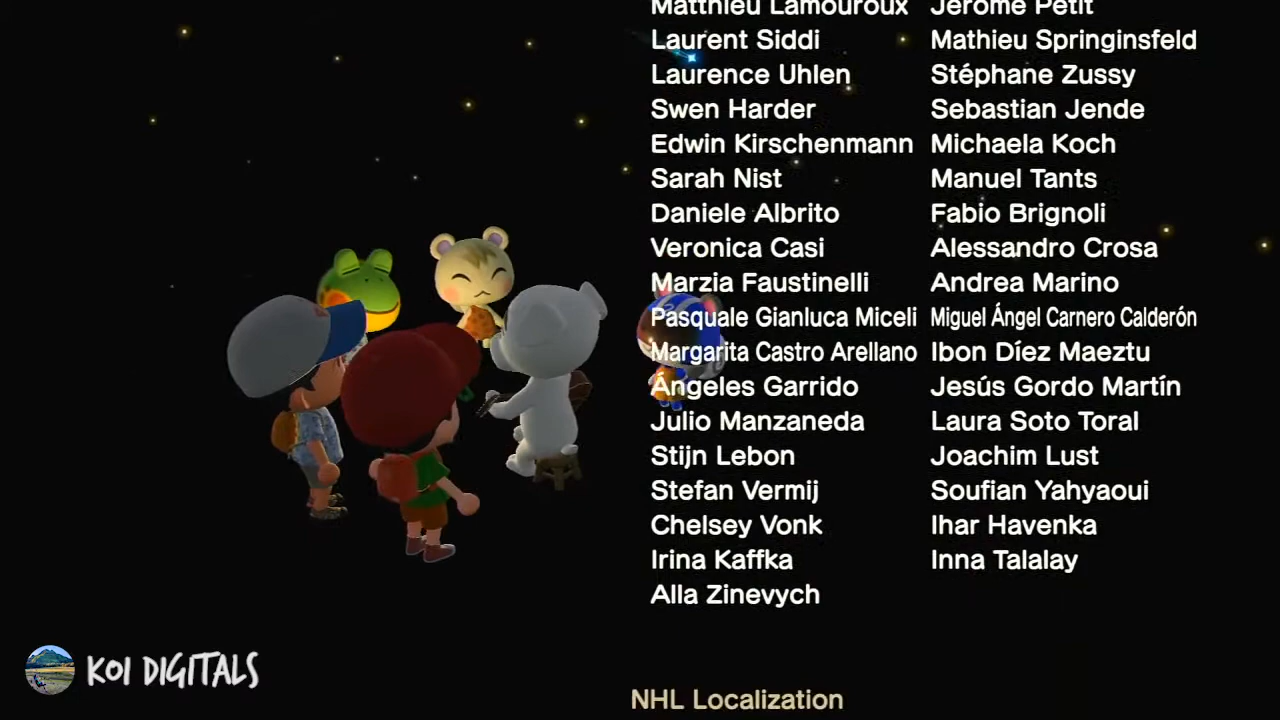 Matthieu Lamouroux Jérôme Petit
Laurent Siddi Mathieu Springinsfeld
Laurence Uhlen Stéphane Zussy
Swen Harder Sebastian Jende
Edwin Kirschenmann Michaela Koch
Sarah Nist Manuel Tants
Daniele Albrito Fabio Brignoli
Veronica Casi Alessandro Crosa
Marzia Faustinelli Andrea Marino
Pasquale Gianluca Miceli Miguel Ángel Carnero Calderón
Margarita Castro Arellano Ibon Díez Maeztu
Ángeles Garrido Jesús Gordo Martín
Julio Manzaneda Laura Soto Toral
Stijn Lebon Joachim Lust
Stefan Vermij Soufian Yahyaoui
Chelsey Vonk Ihar Havenka
Irina Kaffka Inna Talalay
Alla Zinevych
KOI DIGITALS
NHL Localization